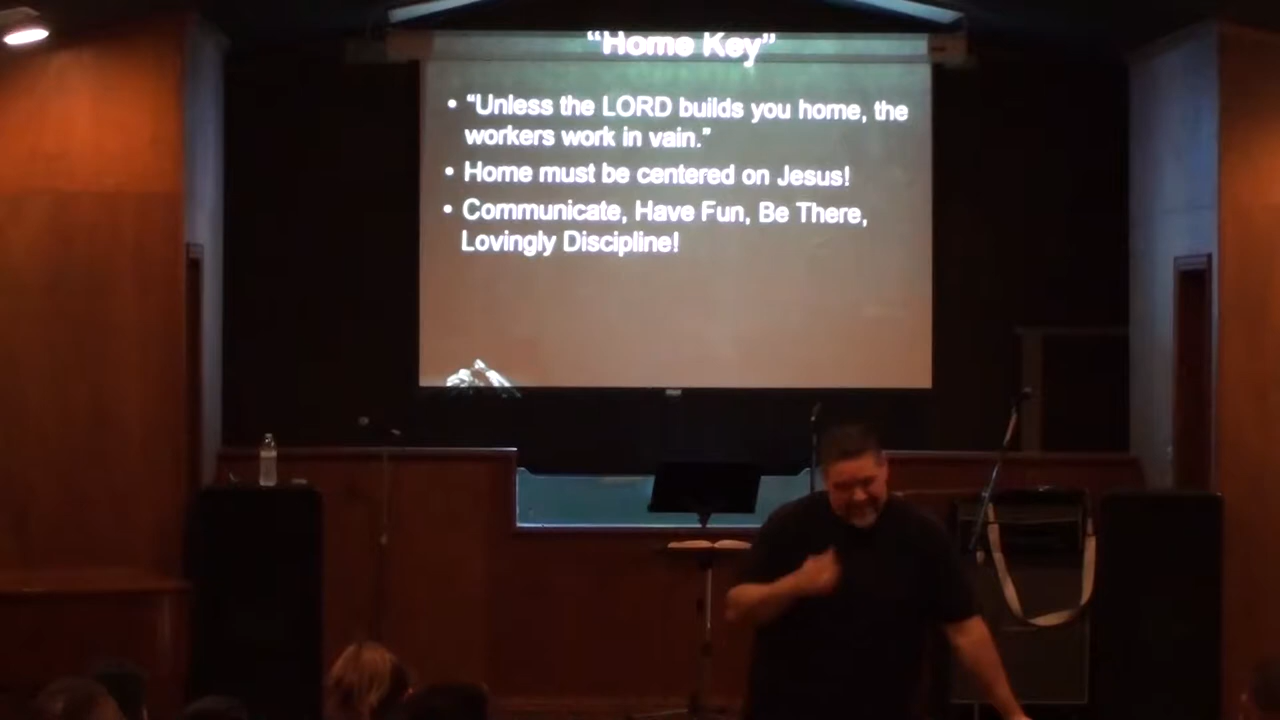 “Home Key”
• “Unless the LORD builds you home, the
workers work in vain.”
• Home must be centered on Jesus!
• Communicate, Have Fun, Be There,
Lovingly Discipline!